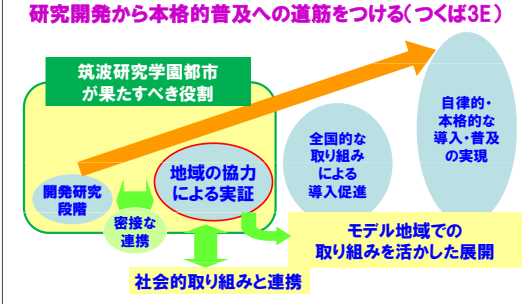 研究開発から本格的普及への道筋をつける(つくば3E)
筑波研究学園都市
が果たすべき役割
自律的・
本格的な
導入・普及
の実現
全国的な
取り組み
による
導入促進
地域の協力
による実証
開発研究
段階
密接な
連携
モデル地域での
取り組みを活かした展開
社会的取り組みと連携